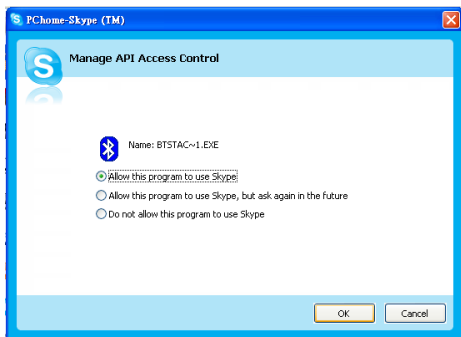 PChome-Skype (TM)
Manage API Access Control
Name: BTSTAC~1.EXE
Allow this program to use Skype
Allow this program to use Skype, but ask again in the future
Do not allow this program to use Skype
OK
Cancel